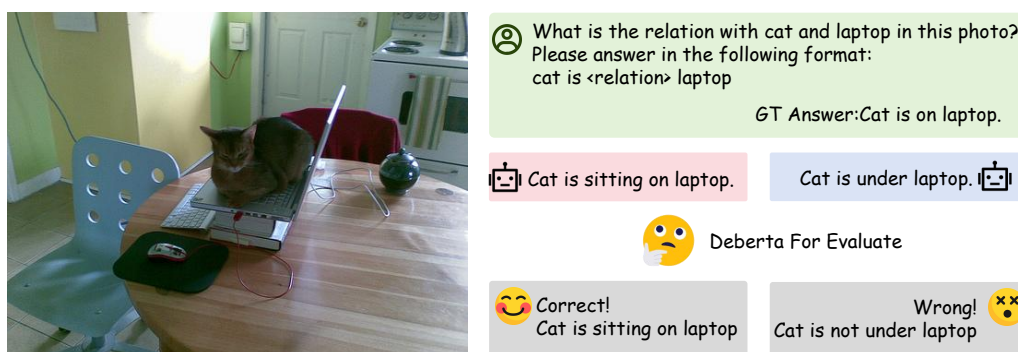 What is the relation with cat and laptop in this photo?
Please answer in the following format:
cat is <relation> laptop
GT Answer:Cat is on laptop.
Cat is sitting on laptop.
Cat is under laptop.
Deberta For Evaluate
Correct!
Cat is sitting on laptop
Wrong!
Cat is not under laptop